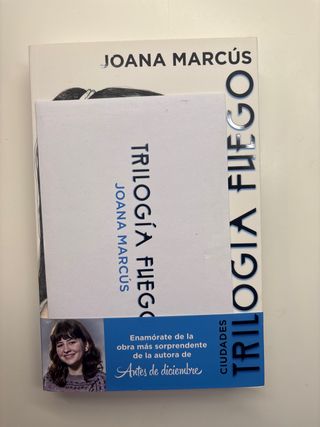 JOANA MARCÚS
TRILOGÍA FUEGO
CIUDADES
TRILOGÍA FUEGO
JOANA MARCÚS
Enamórate de la
obra más sorprendente
de la autora de
Antes de diciembre